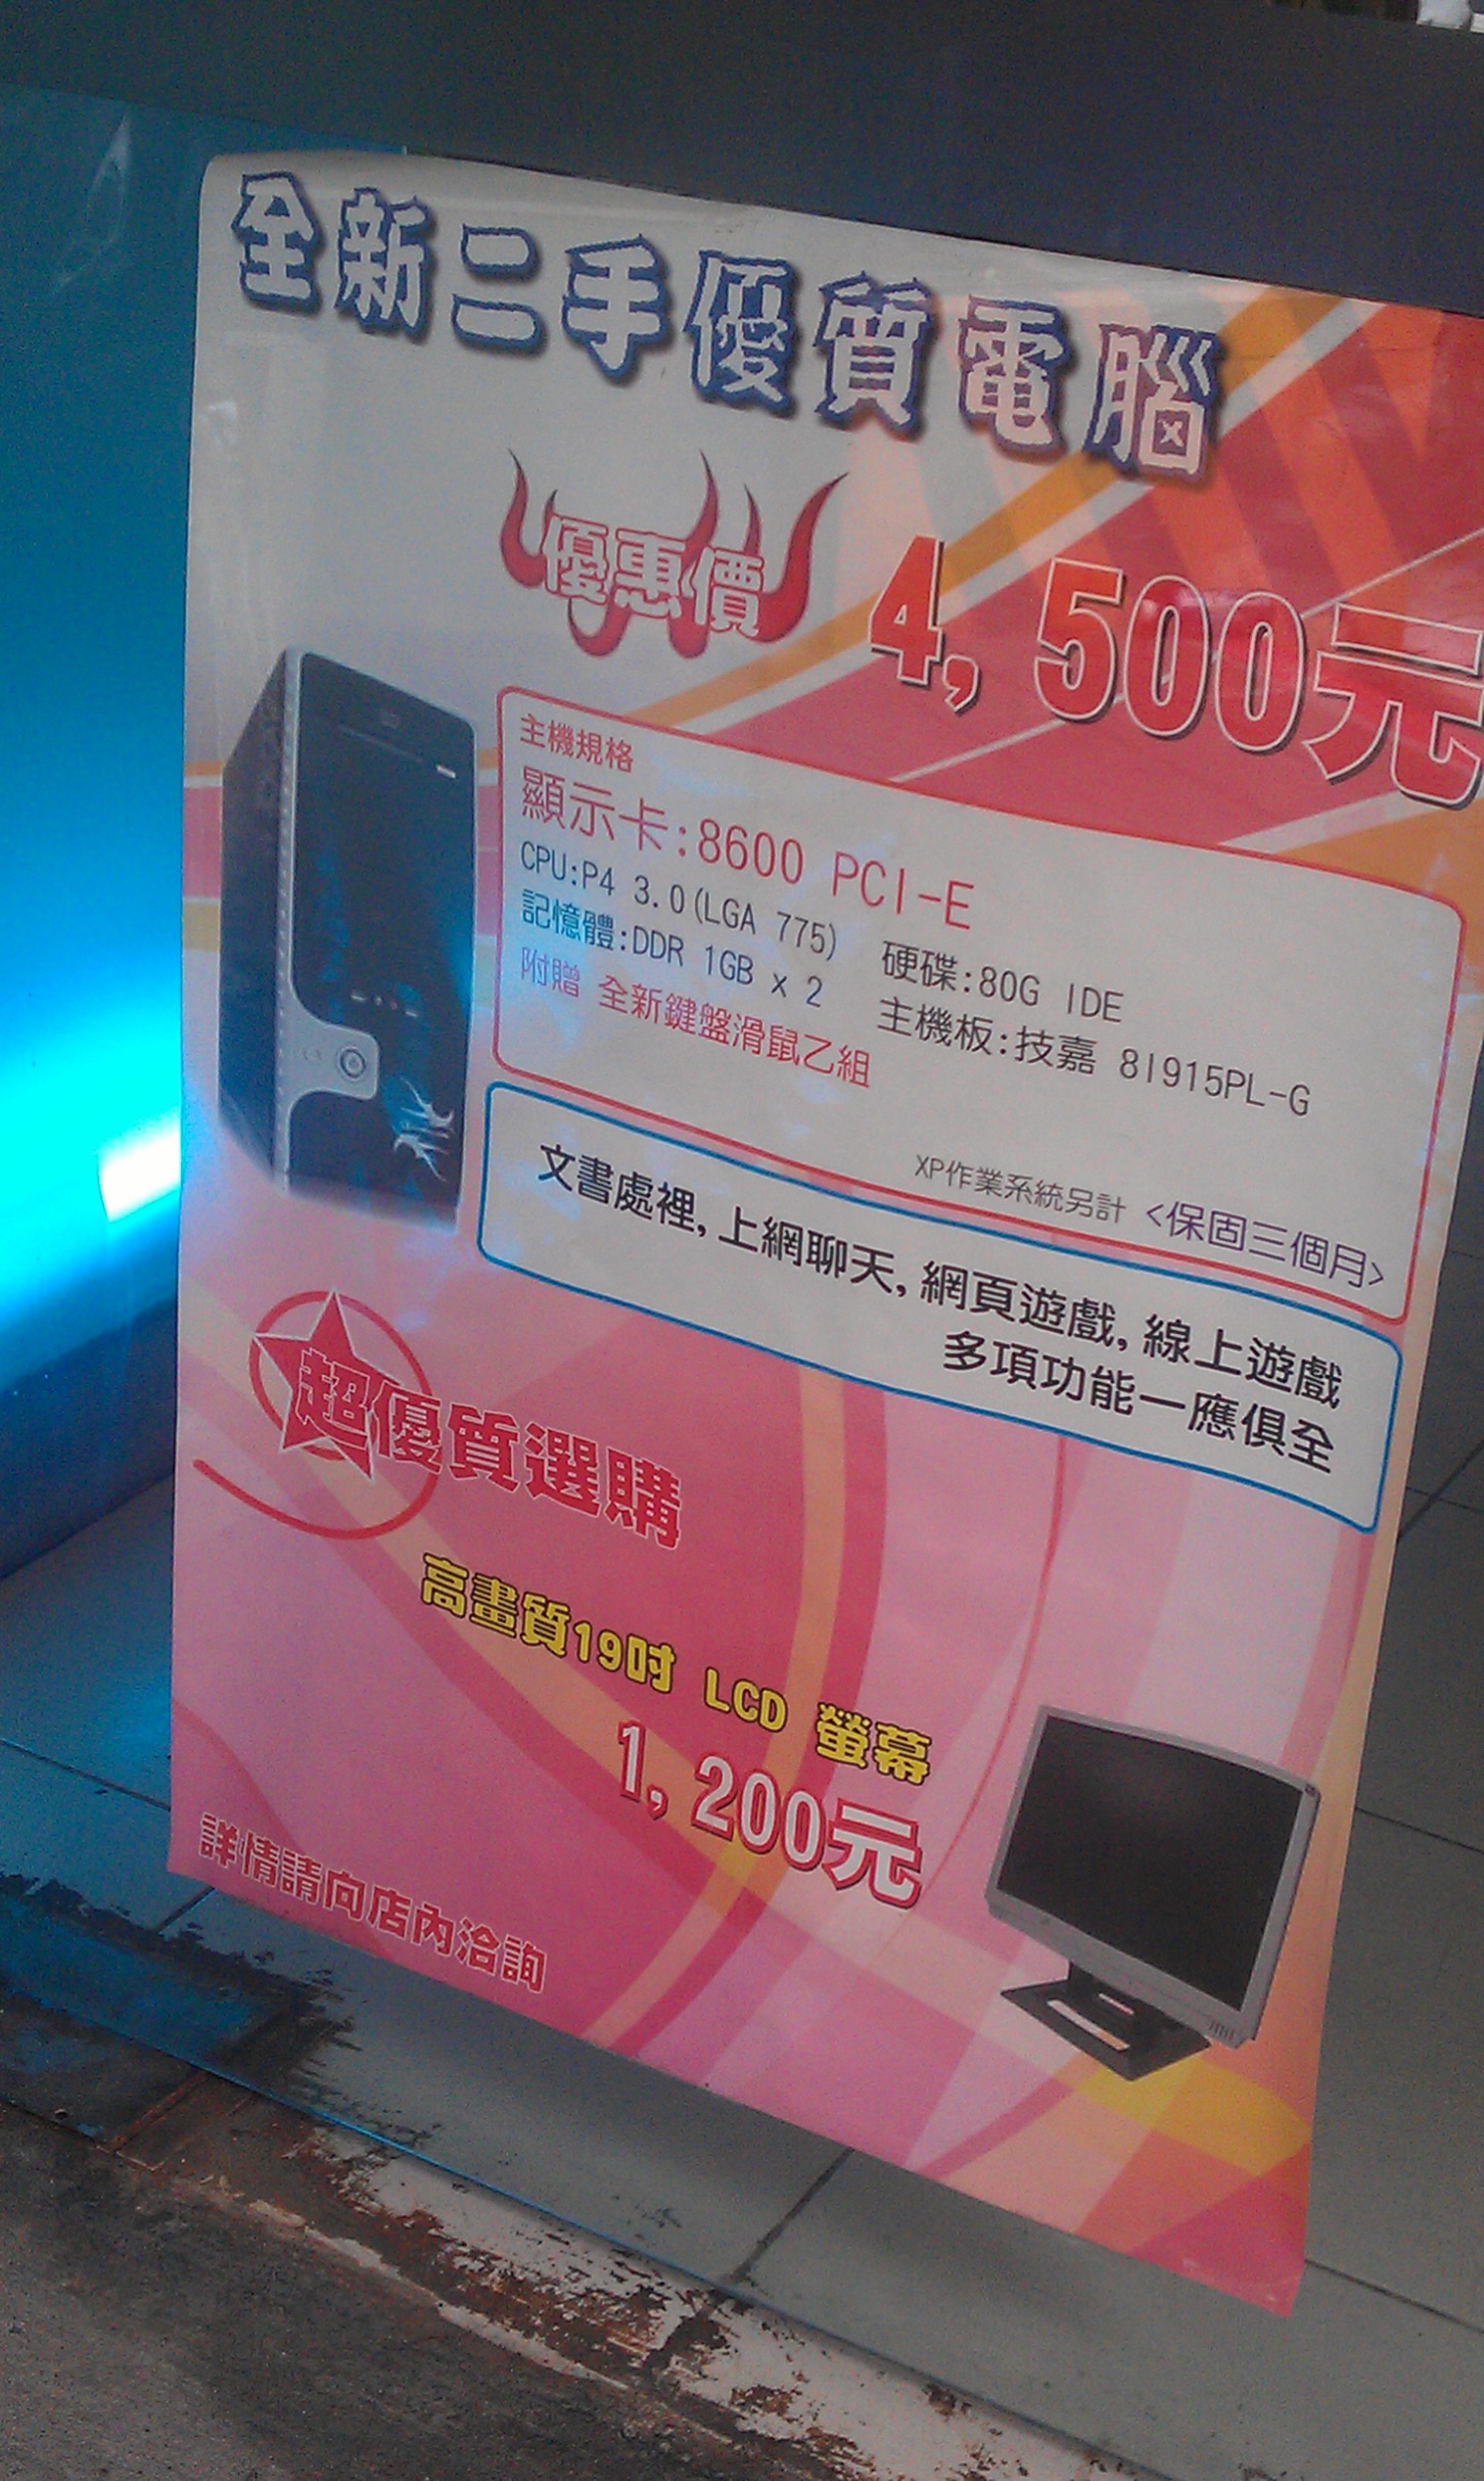 全新二手優質電腦
優惠價 4,500元
主機規格
顯示卡:8600 PCI-E
CPU:P4 3.0(LGA 775) 硬碟:80G IDE
記憶體:DDR 1GB x 2 主機板:技嘉 8I915PL-G
附贈 全新鍵盤滑鼠乙組
XP作業系統另計 <保固三個月>
文書處裡,上網聊天,網頁遊戲,線上遊戲
多項功能一應俱全
超優質選購
高畫質19吋 LCD 螢幕
1,200元
詳情請向店內洽詢